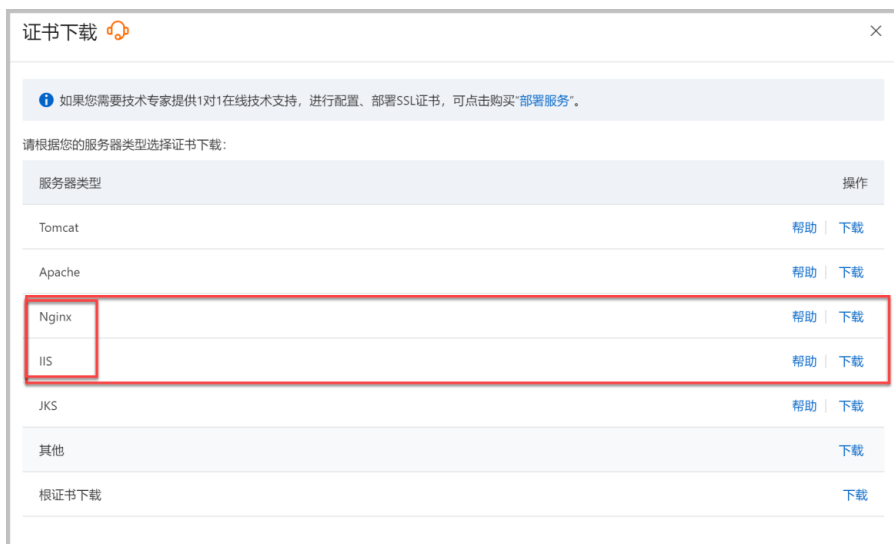 证书下载
如果您需要技术专家提供1对1在线技术支持，进行配置、部署SSL证书，可点击购买“部署服务”。
请根据您的服务器类型选择证书下载：
服务器类型 操作
Tomcat 帮助 下载
Apache 帮助 下载
Nginx 帮助 下载
IIS 帮助 下载
JKS 帮助 下载
其他 下载
根证书下载 下载